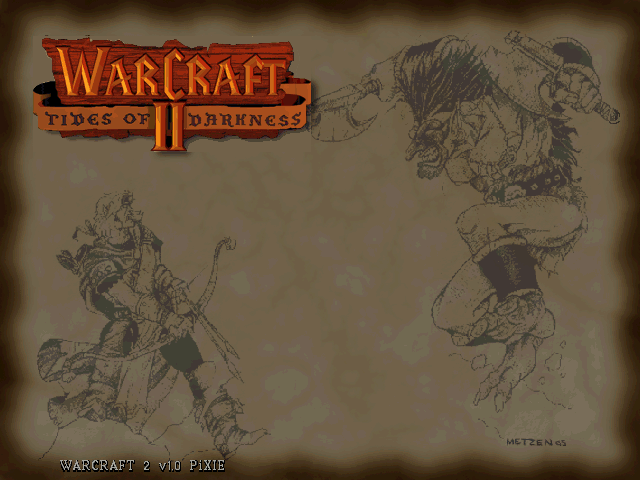 WARCRAFT
II
TIDES OF DARKNESS
METZEN 95
WARCRAFT 2 v1.0 PiXIE